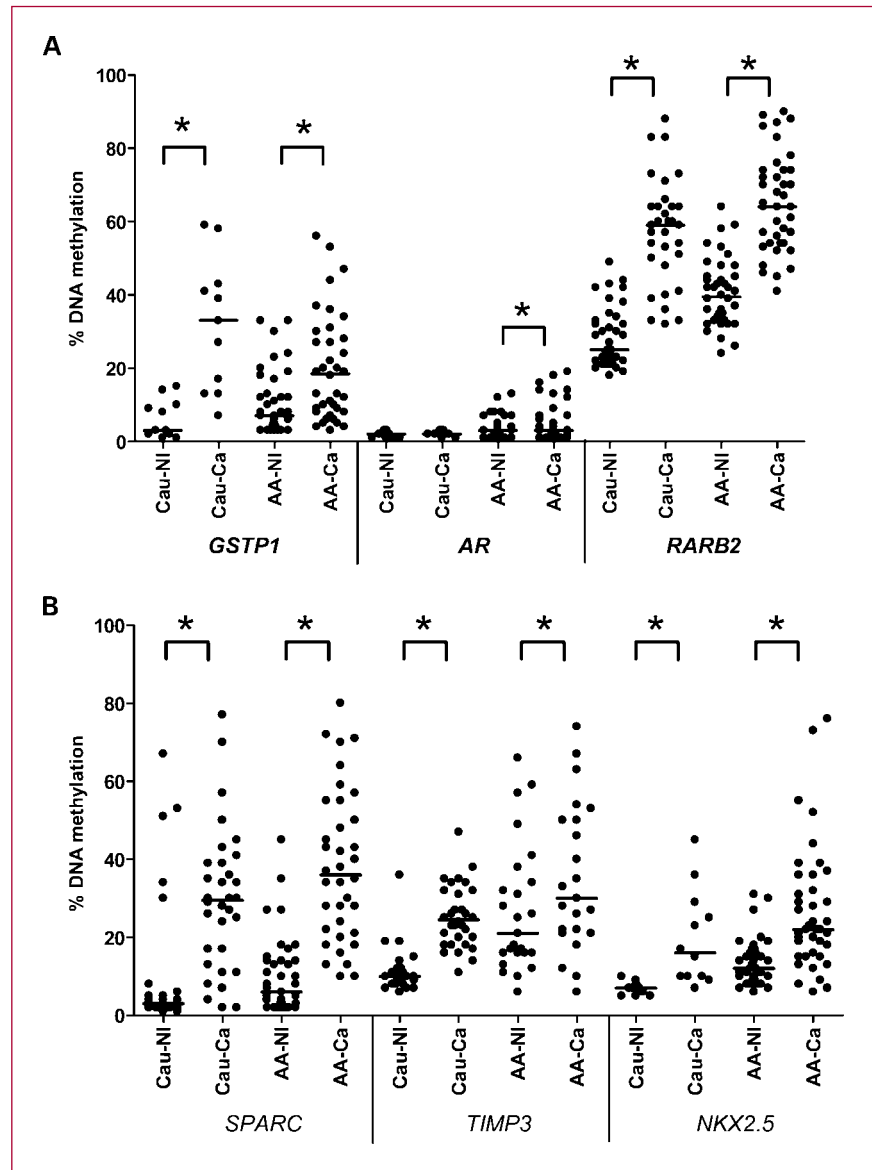 A
100
80
60
40
20
0
% DNA methylation
* * * * *
Cau-Nl Cau-Ca AA-Nl AA-Ca Cau-Nl Cau-Ca AA-Nl AA-Ca Cau-Nl Cau-Ca AA-Nl AA-Ca
GSTP1 AR RARB2
B
100
80
60
40
20
0
% DNA methylation
* * * * * *
Cau-Nl Cau-Ca AA-Nl AA-Ca Cau-Nl Cau-Ca AA-Nl AA-Ca Cau-Nl Cau-Ca AA-Nl AA-Ca
SPARC TIMP3 NKX2.5